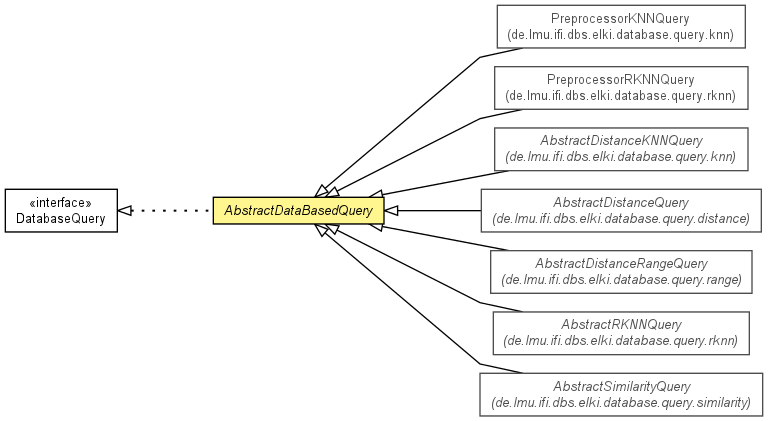 «interface»
DatabaseQuery
AbstractDataBasedQuery
PreprocessorKNNQuery
(de.lmu.ifi.dbs.elki.database.query.knn)
PreprocessorRKNNQuery
(de.lmu.ifi.dbs.elki.database.query.rknn)
AbstractDistanceKNNQuery
(de.lmu.ifi.dbs.elki.database.query.knn)
AbstractDistanceQuery
(de.lmu.ifi.dbs.elki.database.query.distance)
AbstractDistanceRangeQuery
(de.lmu.ifi.dbs.elki.database.query.range)
AbstractRKNNQuery
(de.lmu.ifi.dbs.elki.database.query.rknn)
AbstractSimilarityQuery
(de.lmu.ifi.dbs.elki.database.query.similarity)